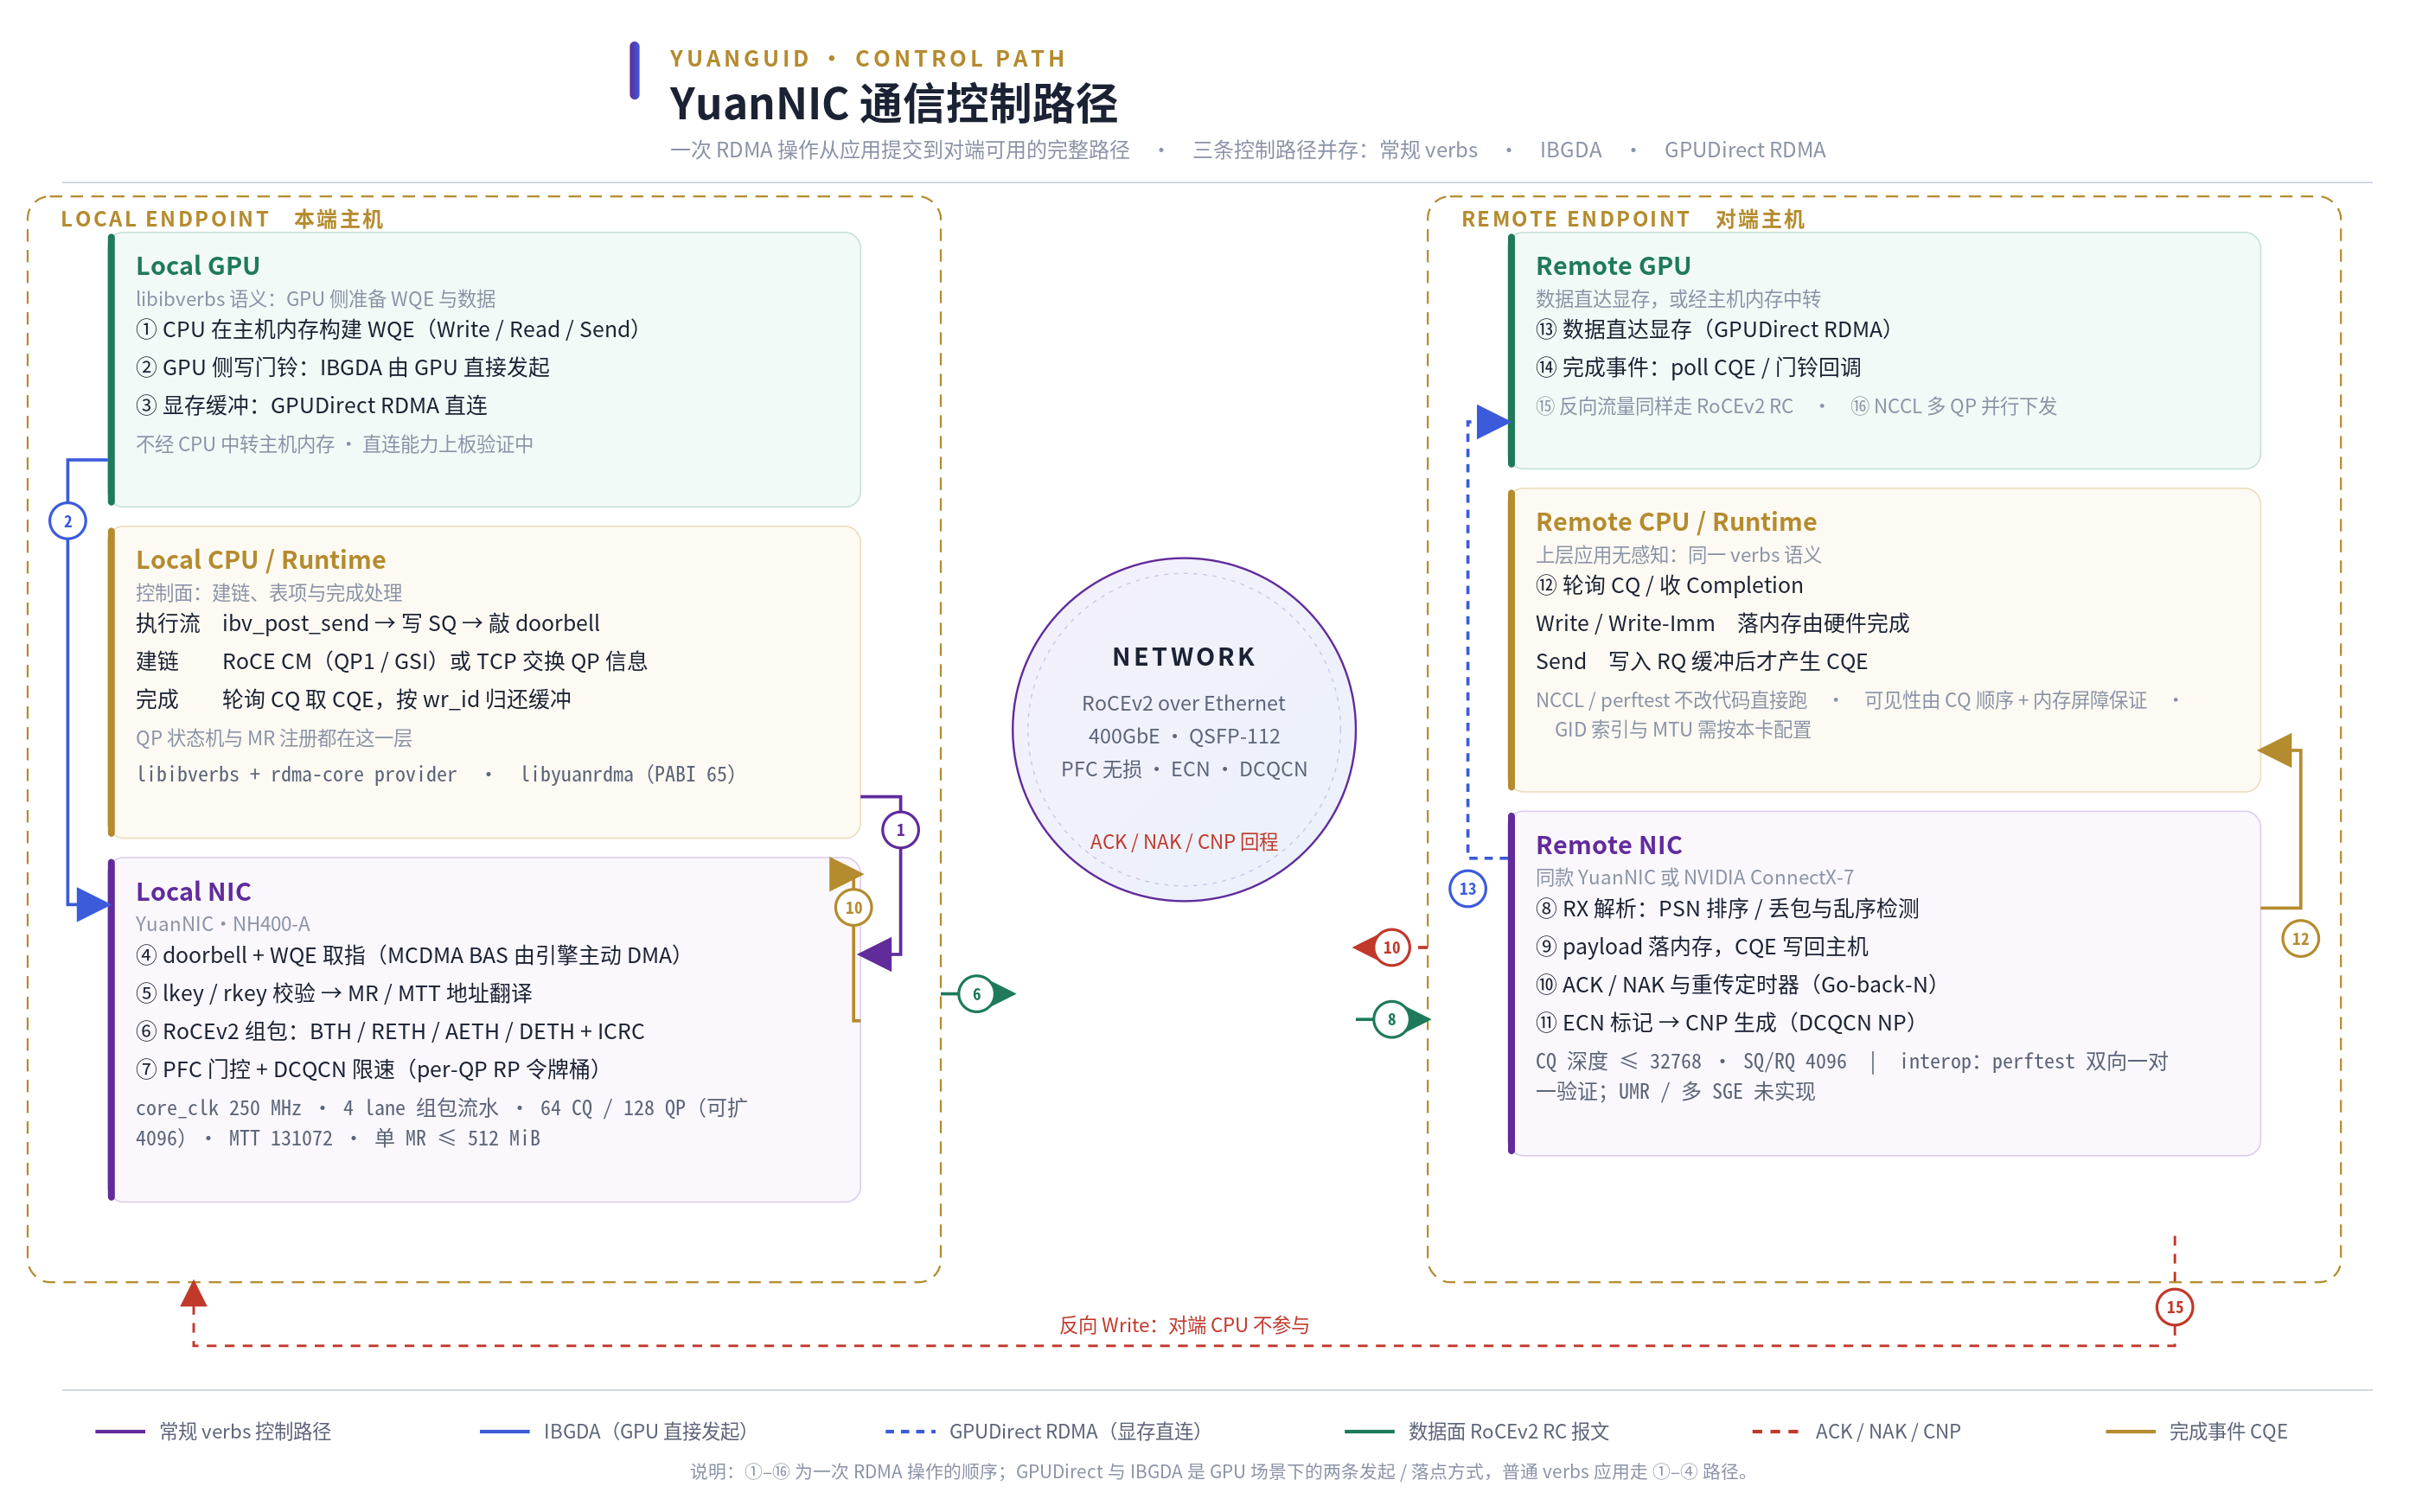 YUANGUID · CONTROL PATH
YuanNIC 通信控制路径
一次 RDMA 操作从应用提交到对端可用的完整路径 · 三条控制路径并存：常规 verbs · IBGDA · GPUDirect RDMA
LOCAL ENDPOINT 本端主机
Local GPU
libibverbs 语义：GPU 侧准备 WQE 与数据
① CPU 在主机内存构建 WQE（Write / Read / Send）
② GPU 侧写门铃：IBGDA 由 GPU 直接发起
③ 显存缓冲：GPUDirect RDMA 直连
不经 CPU 中转主机内存 · 直连能力上板验证中
2
Local CPU / Runtime
控制面：建链、表项与完成处理
执行流 ibv_post_send → 写 SQ → 敲 doorbell
建链 RoCE CM（QP1 / GSI）或 TCP 交换 QP 信息
完成 轮询 CQ 取 CQE，按 wr_id 归还缓冲
QP 状态机与 MR 注册都在这一层
libibverbs + rdma-core provider · libyuanrdma（PABI 65）
1
Local NIC
YuanNIC · NH400-A
10
④ doorbell + WQE 取指（MCDMA BAS 由引擎主动 DMA）
⑤ lkey / rkey 校验 → MR / MTT 地址翻译
⑥ RoCEv2 组包：BTH / RETH / AETH / DETH + ICRC
⑦ PFC 门控 + DCQCN 限速（per-QP RP 令牌桶）
core_clk 250 MHz · 4 lane 组包流水 · 64 CQ / 128 QP（可扩
4096） · MTT 131072 · 单 MR ≤ 512 MiB
6
NETWORK
RoCEv2 over Ethernet
400GbE · QSFP-112
PFC 无损 · ECN · DCQCN
ACK / NAK / CNP 回程
10
8
REMOTE ENDPOINT 对端主机
Remote GPU
数据直达显存，或经主机内存中转
⑬ 数据直达显存（GPUDirect RDMA）
⑭ 完成事件：poll CQE / 门铃回调
⑮ 反向流量同样走 RoCEv2 RC · ⑯ NCCL 多 QP 并行下发
Remote CPU / Runtime
上层应用无感知：同一 verbs 语义
⑫ 轮询 CQ / 收 Completion
Write / Write-Imm 落内存由硬件完成
Send 写入 RQ 缓冲后才产生 CQE
NCCL / perftest 不改代码直接跑 · 可见性由 CQ 顺序 + 内存屏障保证 ·
GID 索引与 MTU 需按本卡配置
13
Remote NIC
同款 YuanNIC 或 NVIDIA ConnectX-7
⑧ RX 解析：PSN 排序 / 丢包与乱序检测
⑨ payload 落内存，CQE 写回主机
⑩ ACK / NAK 与重传定时器（Go-back-N）
⑪ ECN 标记 → CNP 生成（DCQCN NP）
CQ 深度 ≤ 32768 · SQ/RQ 4096 | interop：perftest 双向一对
一验证；UMR / 多 SGE 未实现
12
15
反向 Write：对端 CPU 不参与
常规 verbs 控制路径
IBGDA（GPU 直接发起）
GPUDirect RDMA（显存直连）
数据面 RoCEv2 RC 报文
ACK / NAK / CNP
完成事件 CQE
说明：①–⑯ 为一次 RDMA 操作的顺序；GPUDirect 与 IBGDA 是 GPU 场景下的两条发起 / 落点方式，普通 verbs 应用走 ①–④ 路径。